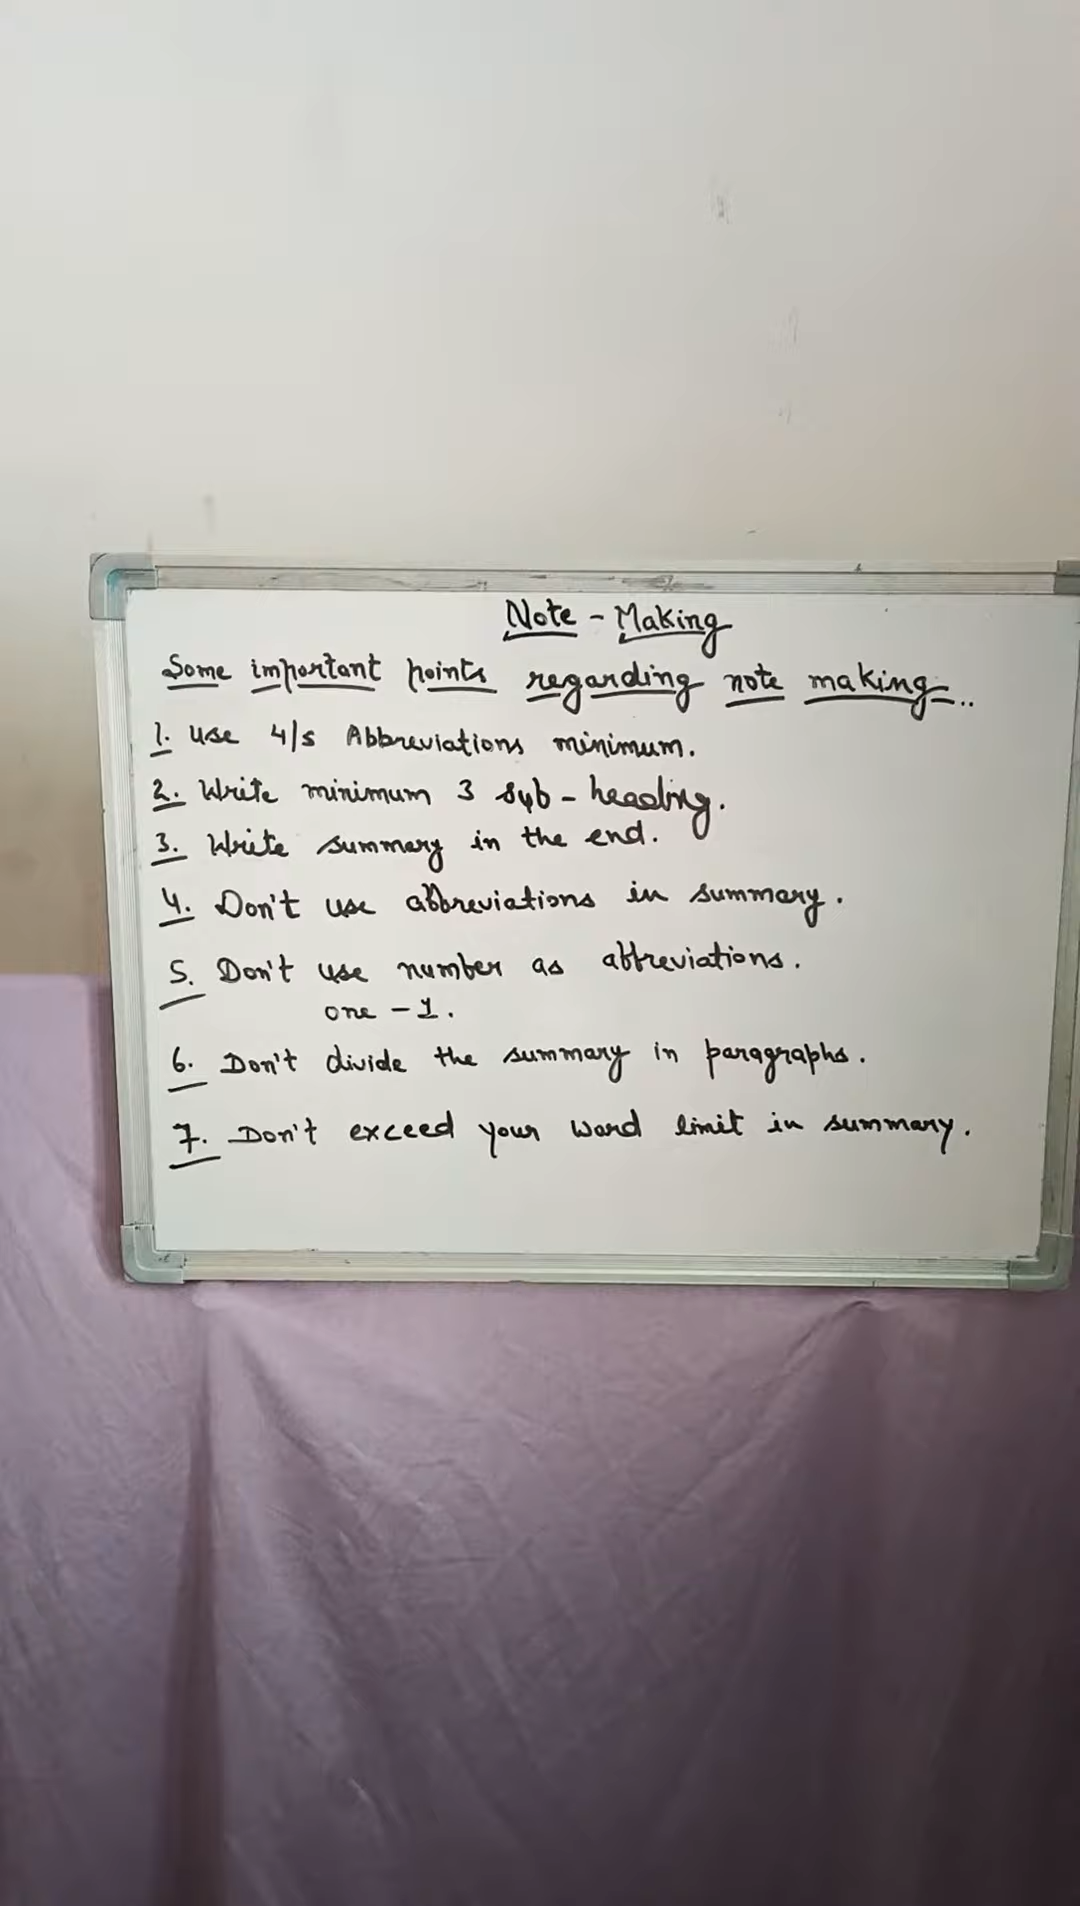 Note - Making
Some important points regarding note making...
1. Use 4/5 Abbreviations minimum.
2. Write minimum 3 sub-heading.
3. Write summary in the end.
4. Don't use abbreviations in summary.
5. Don't use number as abbreviations.
one - 1.
6. Don't divide the summary in paragraphs.
7. Don't exceed your word limit in summary.